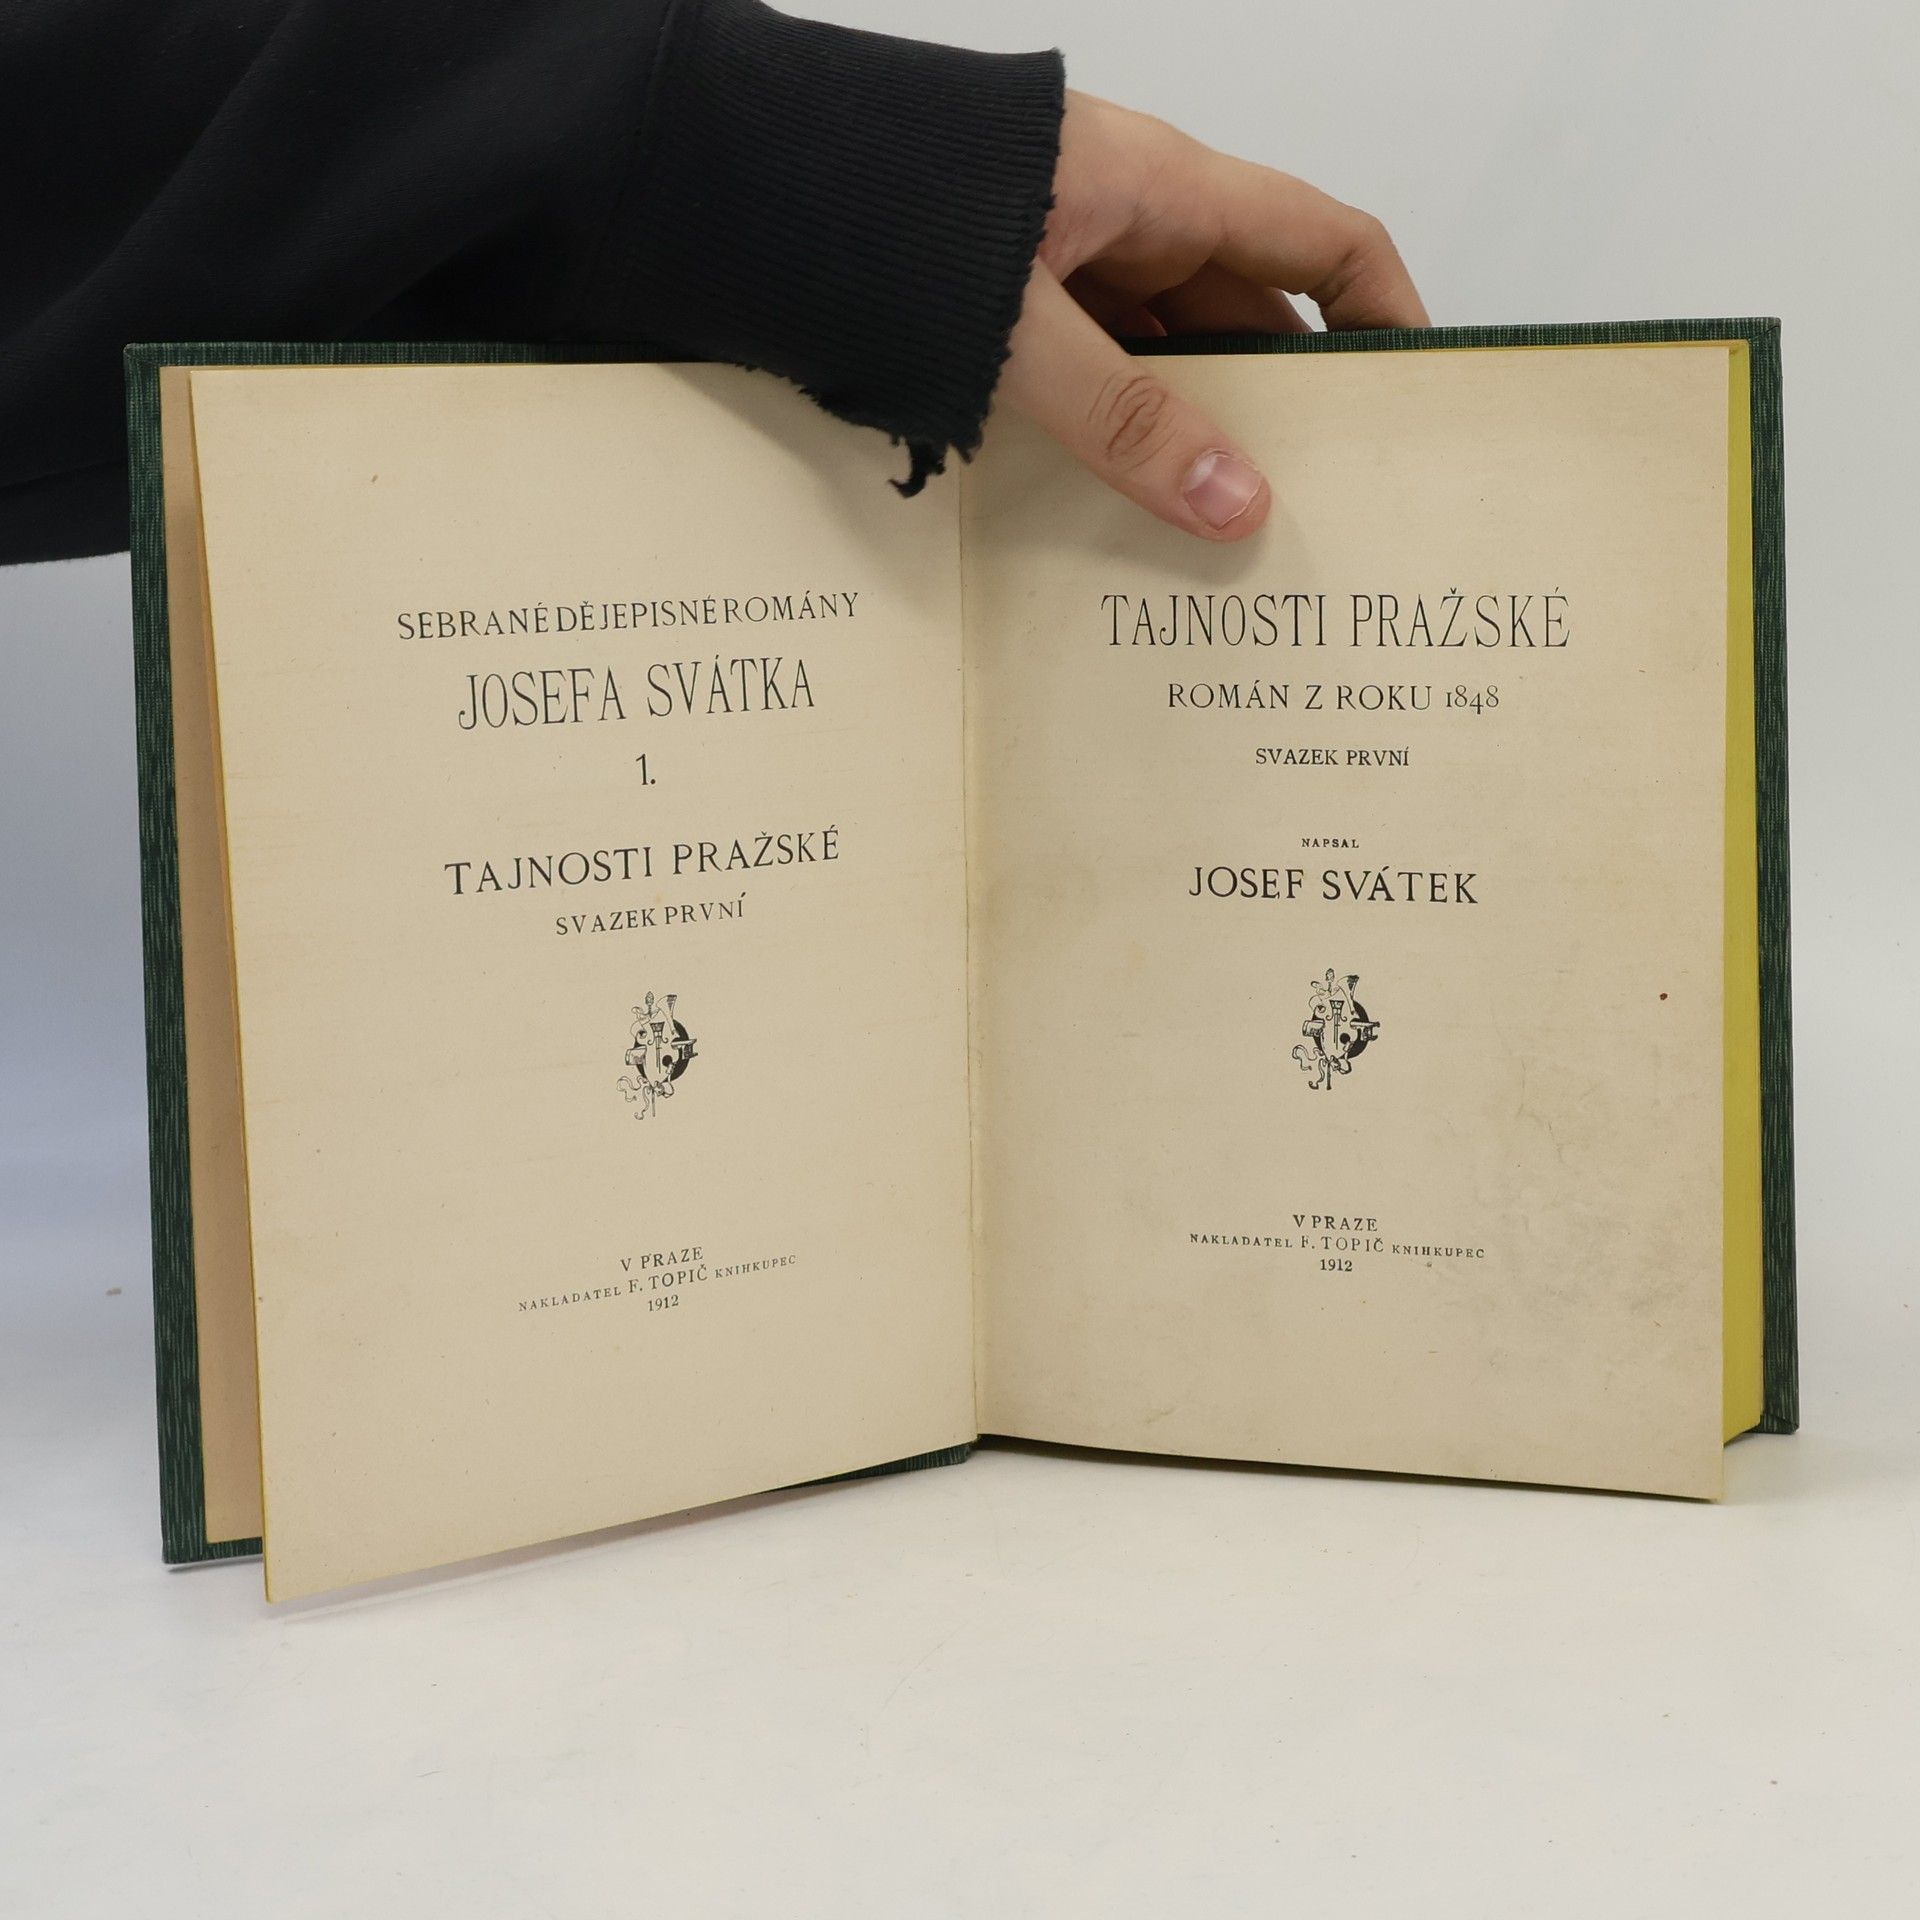 SEBRANÉ DĚJEPISNÉ ROMÁNY
JOSEFA SVÁTKA
1.
TAJNOSTI PRAŽSKÉ
SVAZEK PRVNÍ
V PRAZE
NAKLADATEL F. TOPIČ KNIHKUPEC
1912
TAJNOSTI PRAŽSKÉ
ROMÁN Z ROKU 1848
SVAZEK PRVNÍ
NAPSAL
JOSEF SVÁTEK
V PRAZE
NAKLADATEL F. TOPIČ KNIHKUPEC
1912